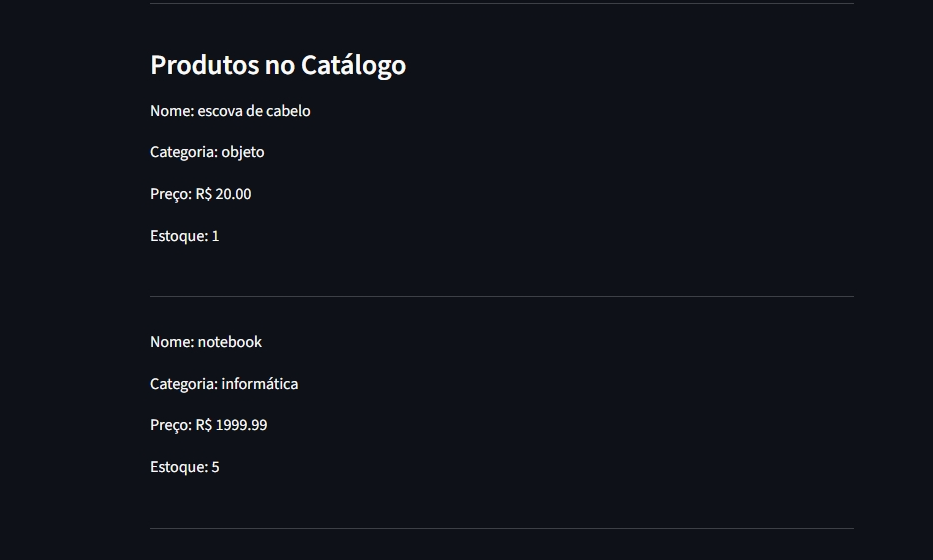 Produtos no Catálogo
Nome: escova de cabelo
Categoria: objeto
Preço: R$ 20.00
Estoque: 1
Nome: notebook
Categoria: informática
Preço: R$ 1999.99
Estoque: 5